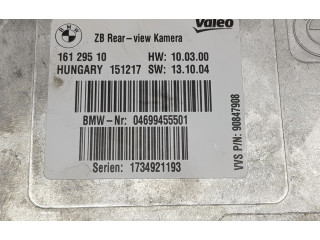 BMW
Valeo
ZB Rear-view Kamera
161 295 10 HW: 10.03.00
HUNGARY 151217 SW: 13.10.04
BMW-Nr: 04699455501
Serien: 1734921193
VVS P/N: 90847908